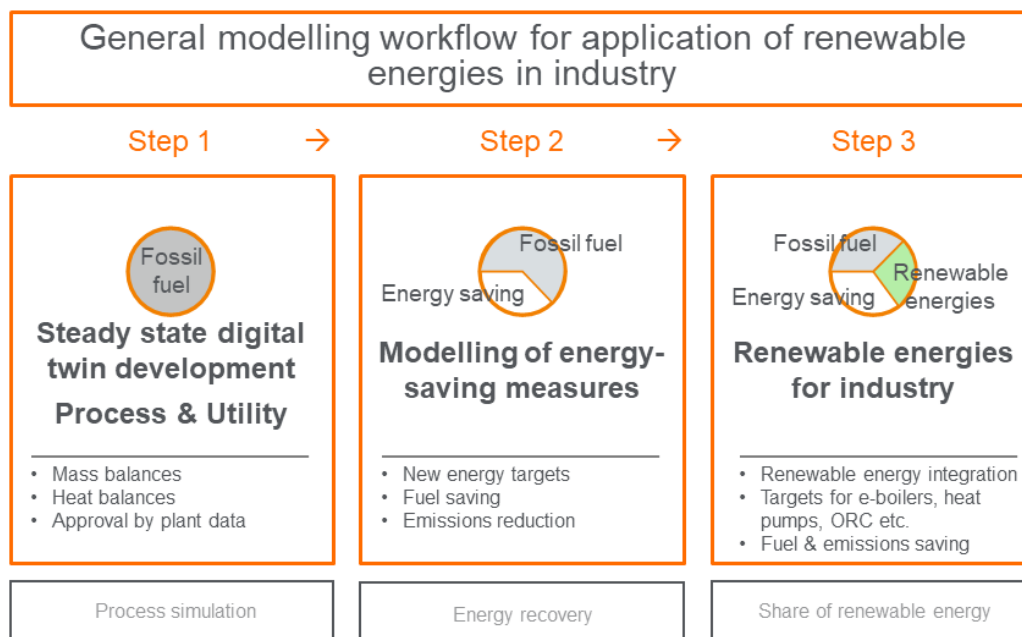 General modelling workflow for application of renewable
energies in industry
Step 1 → Step 2 → Step 3
Fossil
fuel
Steady state digital
twin development
Process & Utility
• Mass balances
• Heat balances
• Approval by plant data
Process simulation
Fossil fuel
Energy saving
Modelling of energy-
saving measures
• New energy targets
• Fuel saving
• Emissions reduction
Energy recovery
Fossil fuel
Renewable
energies
Energy saving
Renewable energies
for industry
• Renewable energy integration
• Targets for e-boilers, heat
pumps, ORC etc.
• Fuel & emissions saving
Share of renewable energy